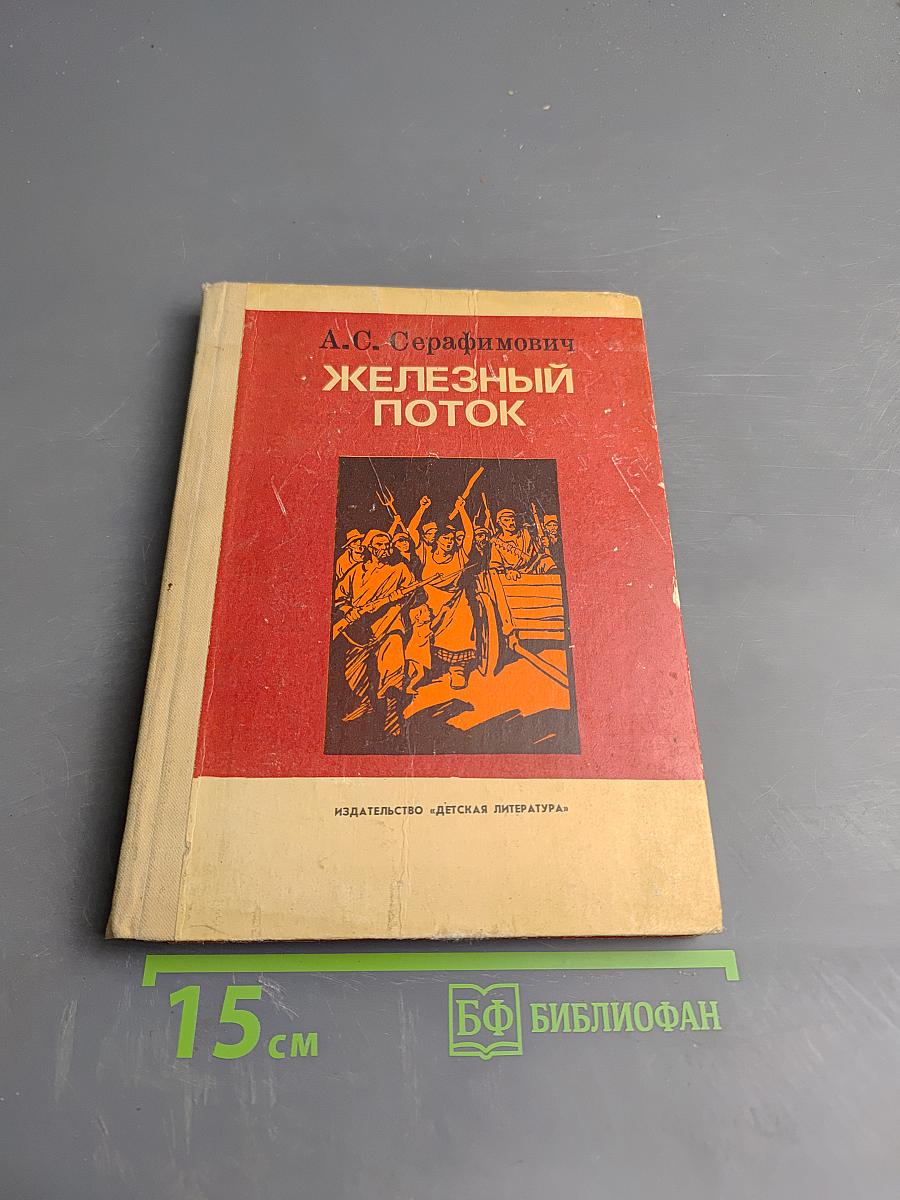 А. С. Серафимович
ЖЕЛЕЗНЫЙ
ПОТОК
ИЗДАТЕЛЬСТВО «ДЕТСКАЯ ЛИТЕРАТУРА»
15 см
БФ БИБЛИОФАН